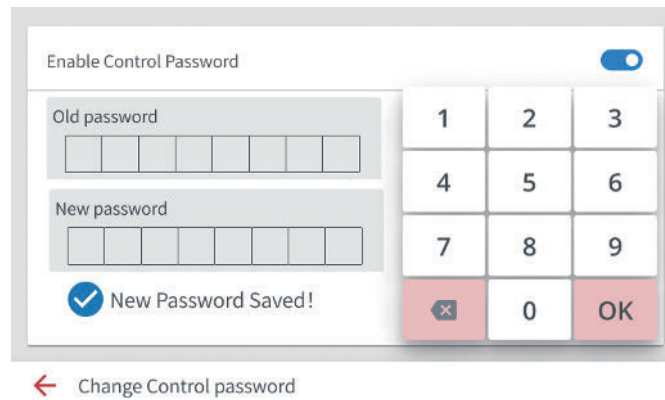 Enable Control Password
Old password
New password
New Password Saved!
1 2 3
4 5 6
7 8 9
0 OK
Change Control password